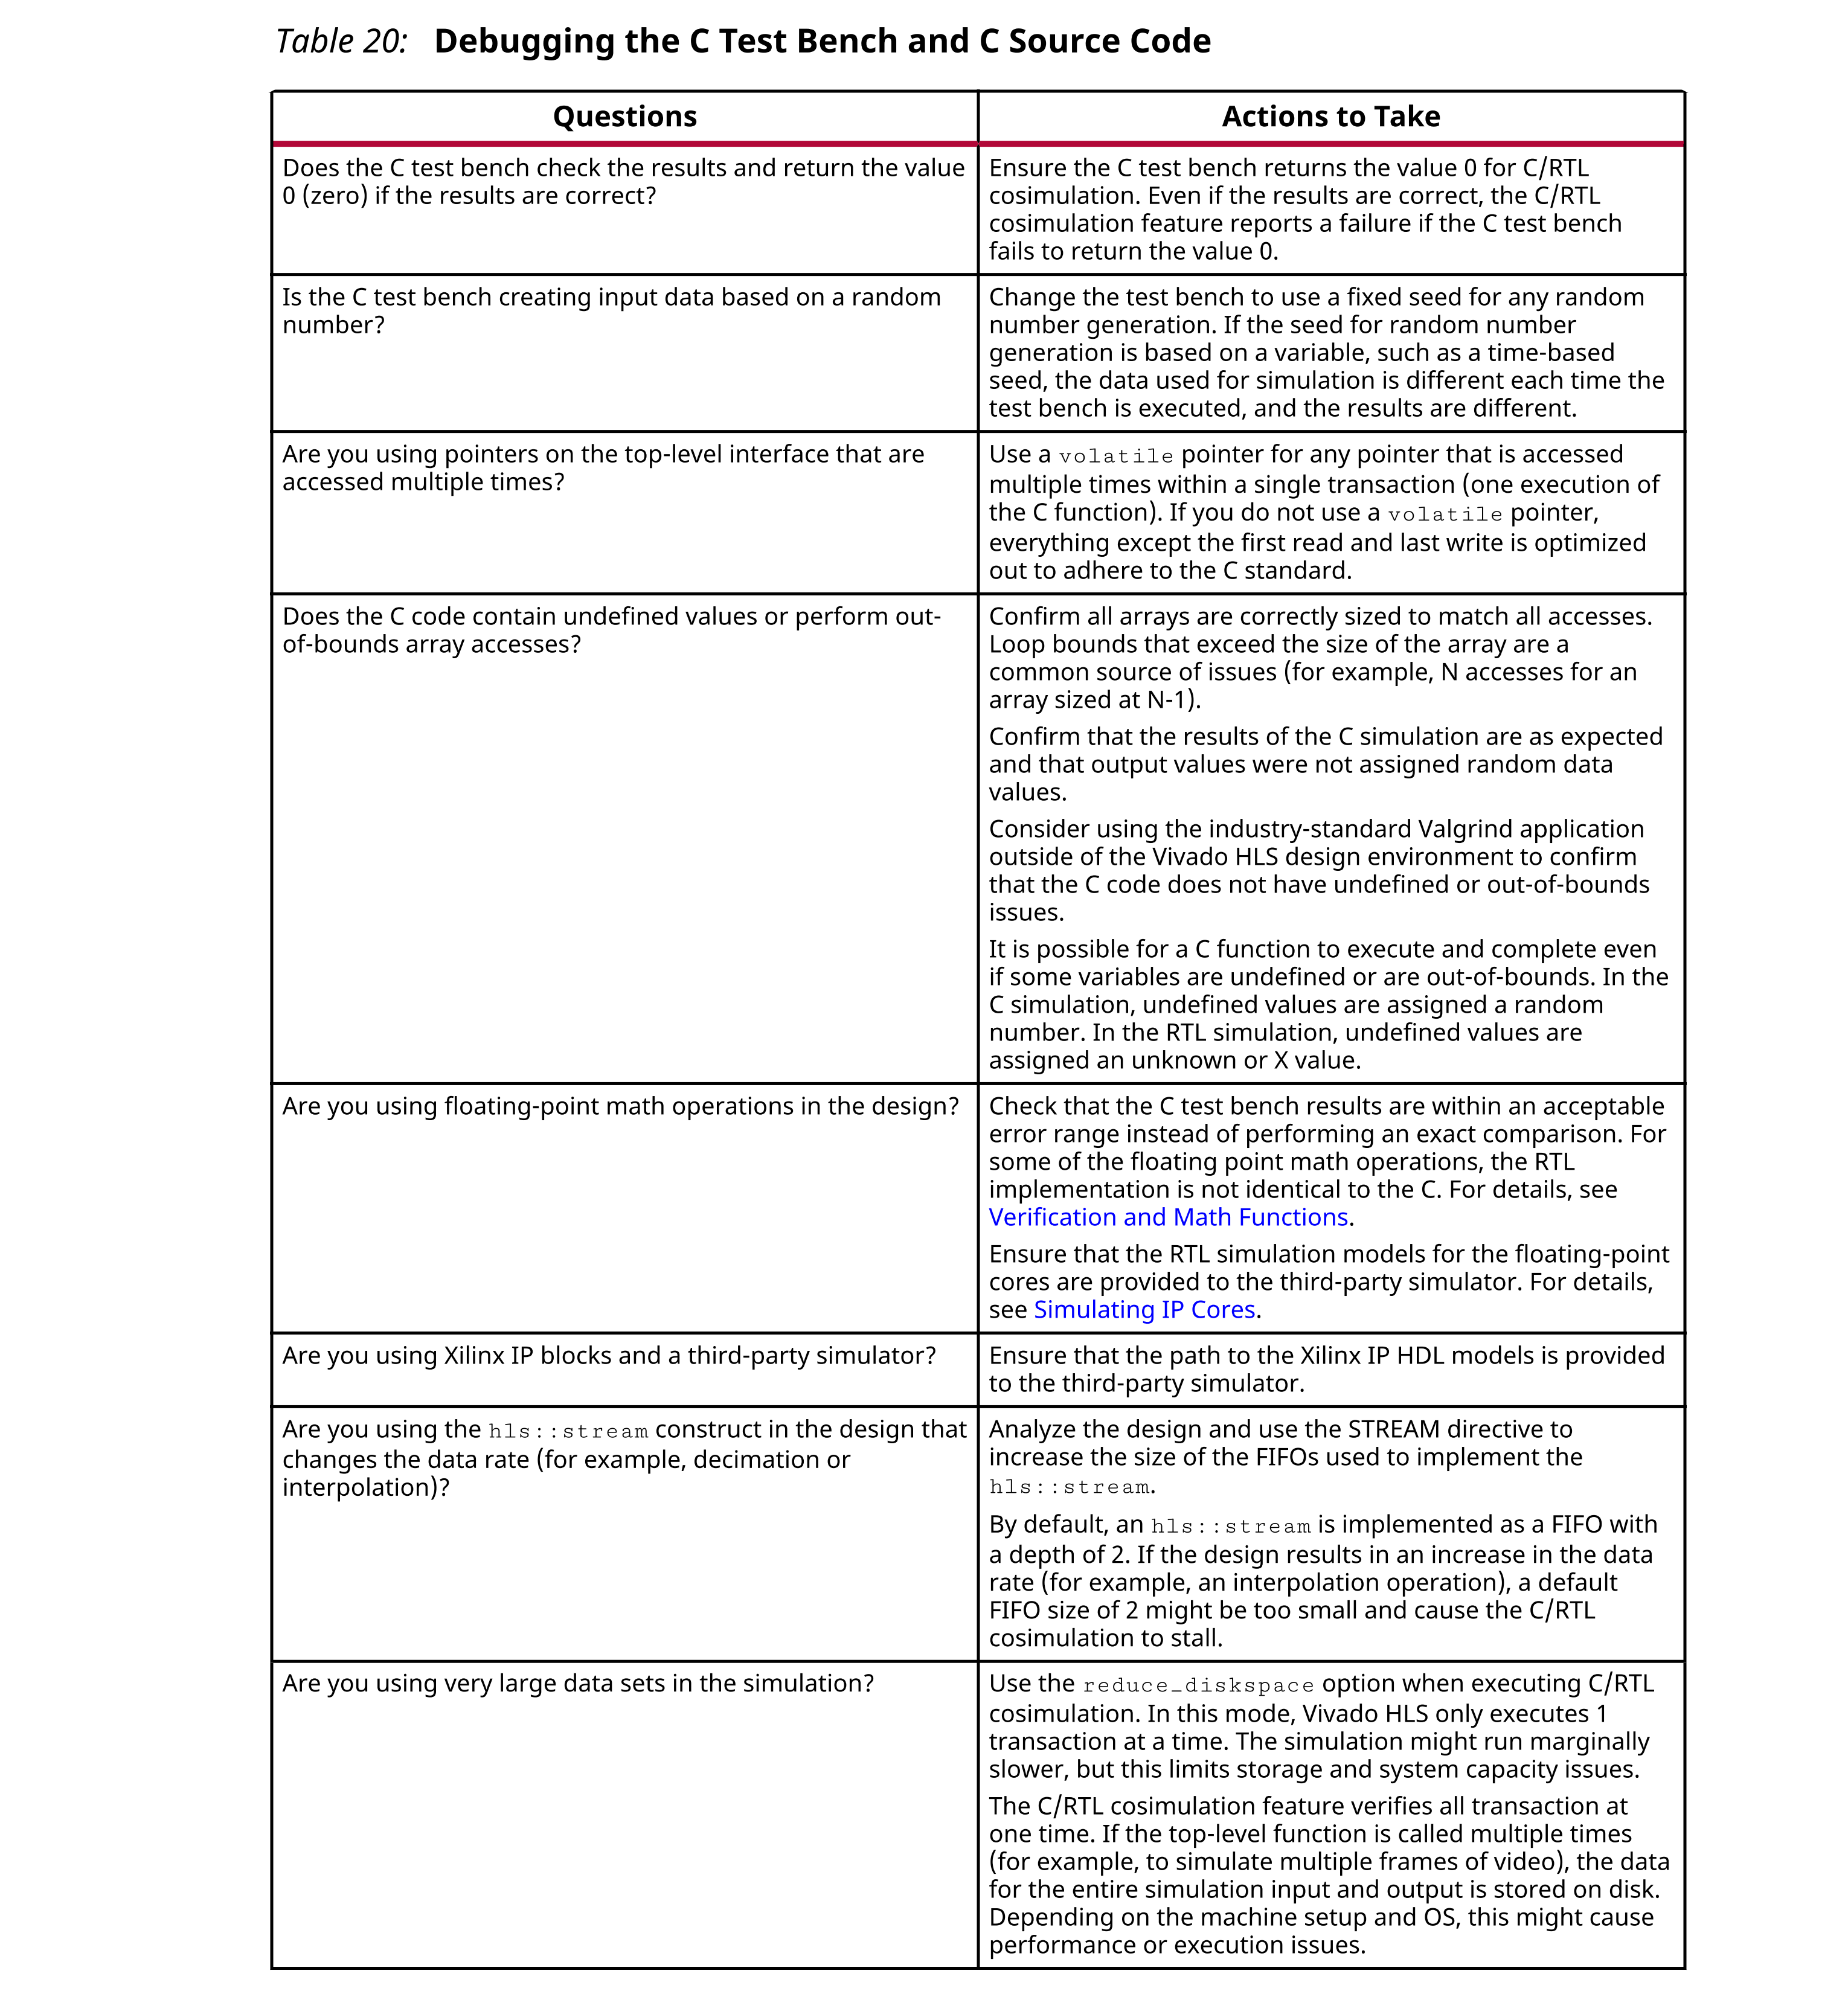 Table 20: Debugging the C Test Bench and C Source Code
Questions
Actions to Take
Does the C test bench check the results and return the value
0 (zero) if the results are correct?
Ensure the C test bench returns the value 0 for C/RTL
cosimulation. Even if the results are correct, the C/RTL
cosimulation feature reports a failure if the C test bench
fails to return the value 0.
Is the C test bench creating input data based on a random
number?
Change the test bench to use a fixed seed for any random
number generation. If the seed for random number
generation is based on a variable, such as a time-based
seed, the data used for simulation is different each time the
test bench is executed, and the results are different.
Are you using pointers on the top-level interface that are
accessed multiple times?
Use a volatile pointer for any pointer that is accessed
multiple times within a single transaction (one execution of
the C function). If you do not use a volatile pointer,
everything except the first read and last write is optimized
out to adhere to the C standard.
Does the C code contain undefined values or perform out-
of-bounds array accesses?
Confirm all arrays are correctly sized to match all accesses.
Loop bounds that exceed the size of the array are a
common source of issues (for example, N accesses for an
array sized at N-1).
Confirm that the results of the C simulation are as expected
and that output values were not assigned random data
values.
Consider using the industry-standard Valgrind application
outside of the Vivado HLS design environment to confirm
that the C code does not have undefined or out-of-bounds
issues.
It is possible for a C function to execute and complete even
if some variables are undefined or are out-of-bounds. In the
C simulation, undefined values are assigned a random
number. In the RTL simulation, undefined values are
assigned an unknown or X value.
Are you using floating-point math operations in the design?
Check that the C test bench results are within an acceptable
error range instead of performing an exact comparison. For
some of the floating point math operations, the RTL
implementation is not identical to the C. For details, see
Verification and Math Functions.
Ensure that the RTL simulation models for the floating-point
cores are provided to the third-party simulator. For details,
see Simulating IP Cores.
Are you using Xilinx IP blocks and a third-party simulator?
Ensure that the path to the Xilinx IP HDL models is provided
to the third-party simulator.
Are you using the hls::stream construct in the design that
changes the data rate (for example, decimation or
interpolation)?
Analyze the design and use the STREAM directive to
increase the size of the FIFOs used to implement the
hls::stream.
By default, an hls::stream is implemented as a FIFO with
a depth of 2. If the design results in an increase in the data
rate (for example, an interpolation operation), a default
FIFO size of 2 might be too small and cause the C/RTL
cosimulation to stall.
Are you using very large data sets in the simulation?
Use the reduce_diskspace option when executing C/RTL
cosimulation. In this mode, Vivado HLS only executes 1
transaction at a time. The simulation might run marginally
slower, but this limits storage and system capacity issues.
The C/RTL cosimulation feature verifies all transaction at
one time. If the top-level function is called multiple times
(for example, to simulate multiple frames of video), the data
for the entire simulation input and output is stored on disk.
Depending on the machine setup and OS, this might cause
performance or execution issues.